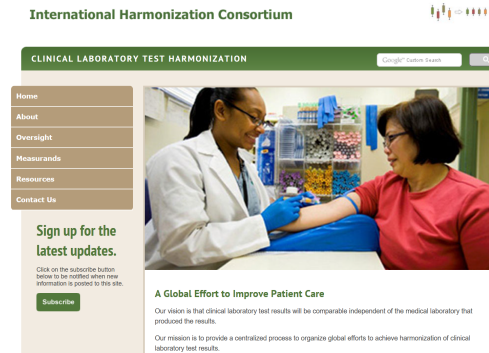 International Harmonization Consortium
CLINICAL LABORATORY TEST HARMONIZATION
Google™ Custom Search
Home
About
Oversight
Measurands
Resources
Contact Us
Sign up for the
latest updates.
Click on the subscribe button
below to be notified when new
information is posted to this site.
Subscribe
A Global Effort to Improve Patient Care
Our vision is that clinical laboratory test results will be comparable independent of the medical laboratory that
produced the results.
Our mission is to provide a centralized process to organize global efforts to achieve harmonization of clinical
laboratory test results.